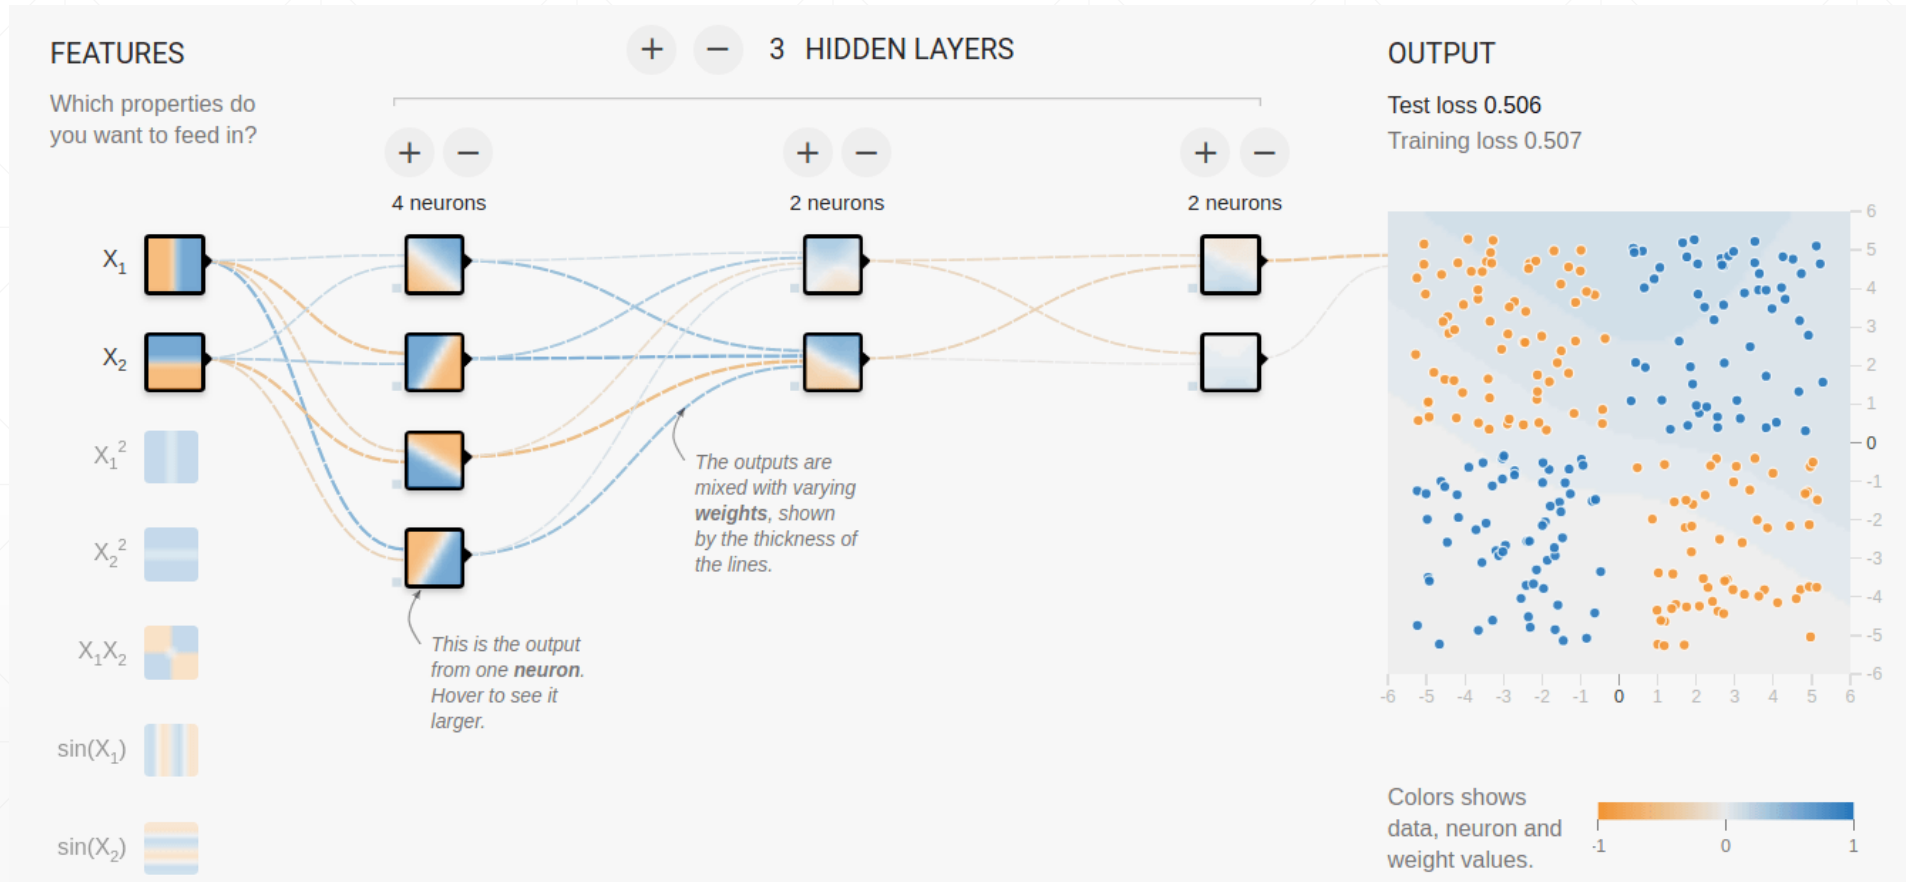 FEATURES
Which properties do
you want to feed in?
X1
X2
X1^2
X2^2
X1X2
sin(X1)
sin(X2)
+ − 3 HIDDEN LAYERS
+ −
4 neurons
+ −
2 neurons
+ −
2 neurons
This is the output
from one neuron.
Hover to see it
larger.
The outputs are
mixed with varying
weights, shown
by the thickness of
the lines.
OUTPUT
Test loss 0.506
Training loss 0.507
6
5
4
3
2
1
0
-1
-2
-3
-4
-5
-6
-6 -5 -4 -3 -2 -1 0 1 2 3 4 5 6
Colors shows
data, neuron and
weight values.
-1 0 1